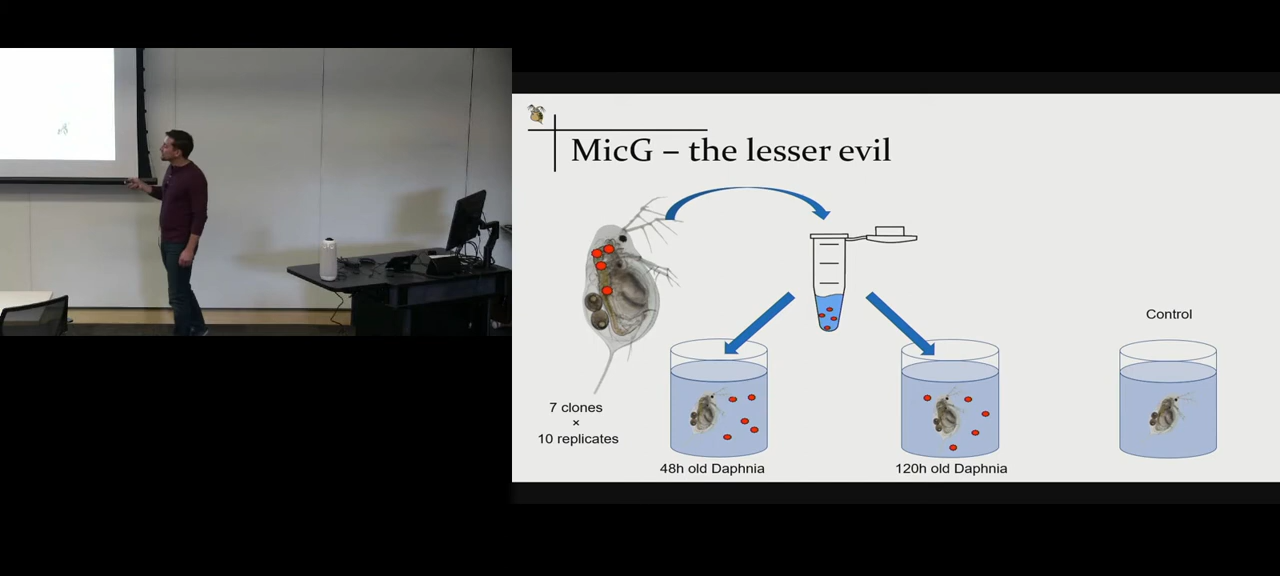 MicG – the lesser evil
Control
7 clones
×
10 replicates
48h old Daphnia
120h old Daphnia